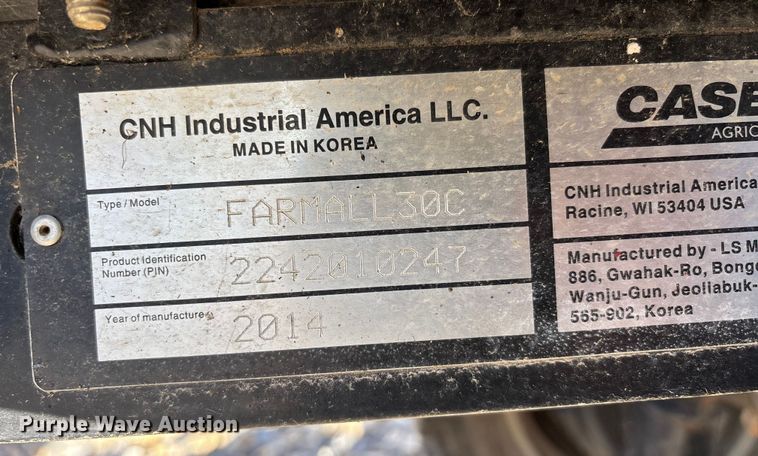 CNH Industrial America LLC.
MADE IN KOREA
Type / Model
FARMALL30C
Product Identification
Number (PIN)
2242010247
Year of manufacture
2014
CASE
AGRIC
CNH Industrial America
Racine, WI 53404 USA
Manufactured by - LS M
886, Gwahak-Ro, Bong
Wanju-Gun, Jeollabuk-
565-902, Korea
Purple Wave Auction